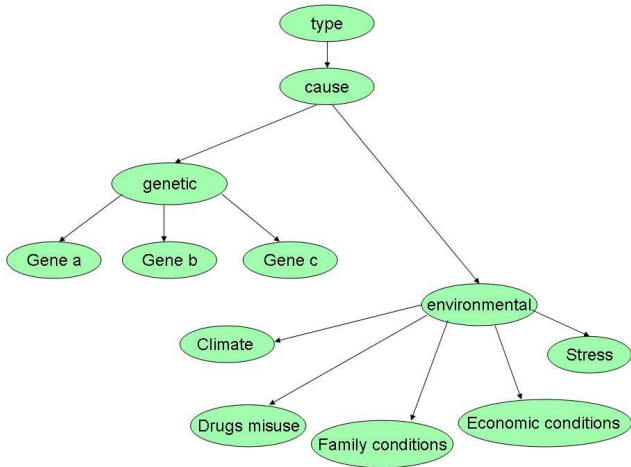 type
cause
genetic
Gene a
Gene b
Gene c
environmental
Climate
Stress
Drugs misuse
Family conditions
Economic conditions